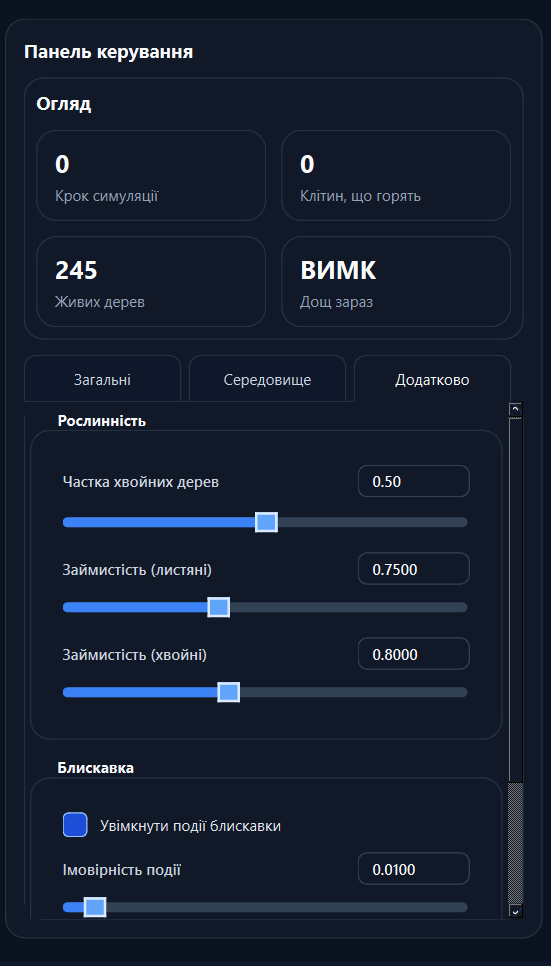 Панель керування
Огляд
0
Крок симуляції
0
Клітин, що горять
245
Живих дерев
ВИМК
Дощ зараз
Загальні
Середовище
Додатково
Рослинність
Частка хвойних дерев
0.50
Займистість (листяні)
0.7500
Займистість (хвойні)
0.8000
Блискавка
Увімкнути події блискавки
Імовірність події
0.0100